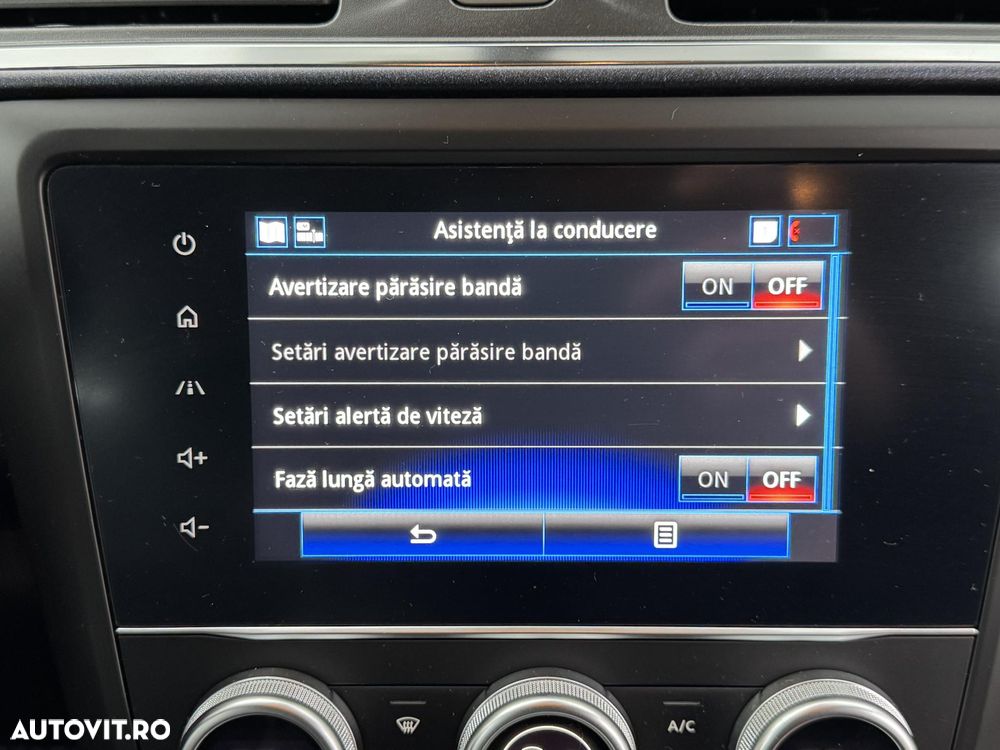 Asistență la conducere
Avertizare părăsire bandă ON OFF
Setări avertizare părăsire bandă
Setări alertă de viteză
Fază lungă automată ON OFF
A/C
AUTOVIT.RO